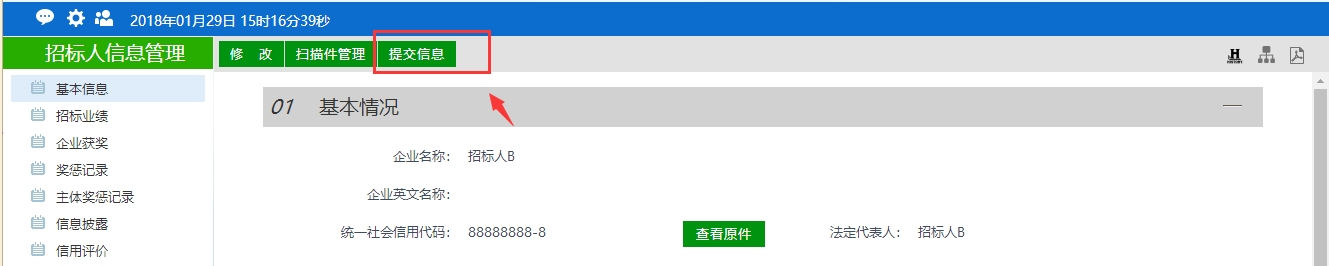 2018年01月29日 15时16分39秒
招标人信息管理
修 改 扫描件管理 提交信息
H
HISTORY
基本信息
招标业绩
企业获奖
奖惩记录
主体奖惩记录
信息披露
信用评价
01 基本情况
企业名称： 招标人B
企业英文名称：
统一社会信用代码： 88888888-8 查看原件 法定代表人： 招标人B